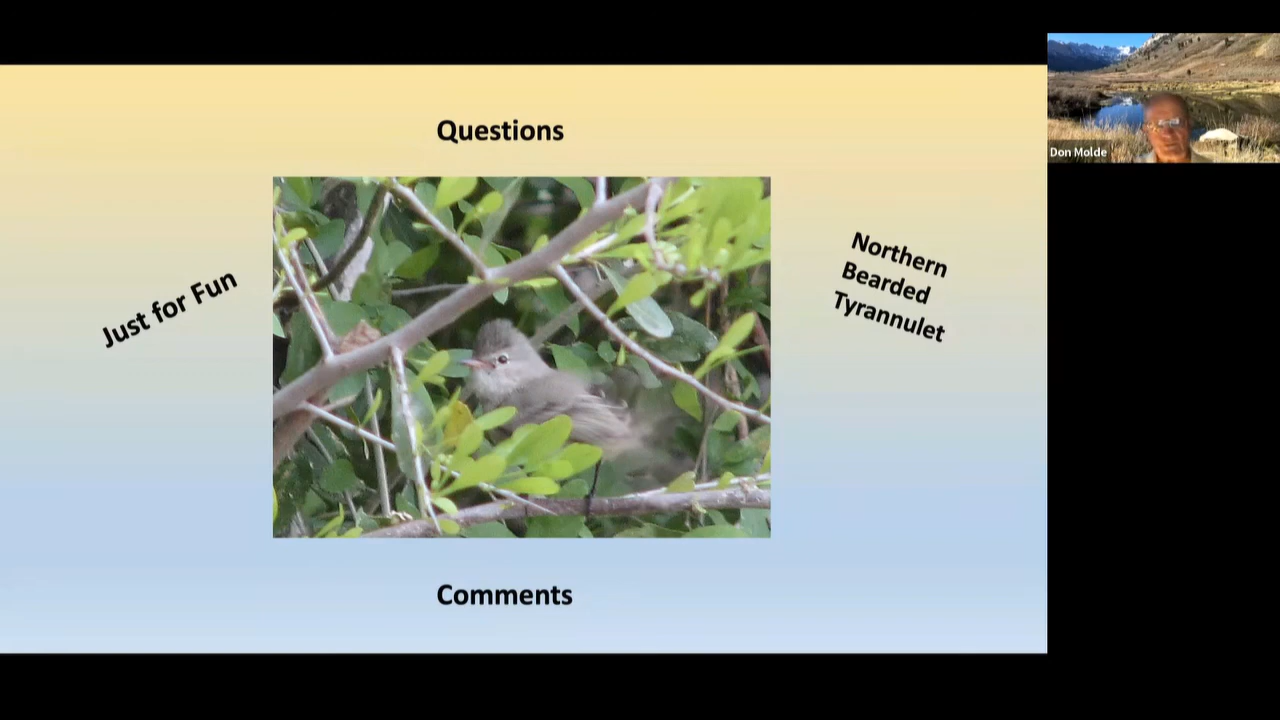 Questions
Don Molde
Just for Fun
Northern
Bearded
Tyrannulet
Comments